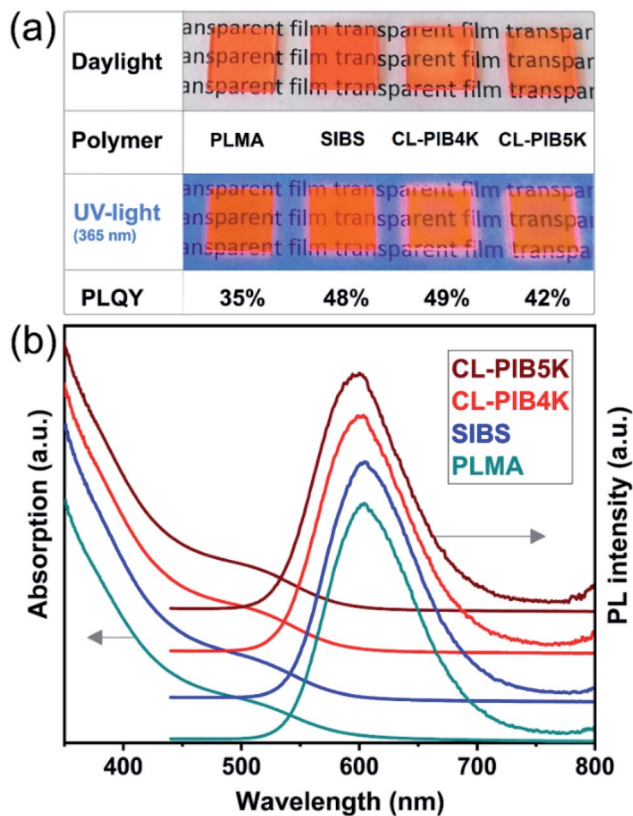 (a)
Daylight
ansparent film transparent film transpar
ansparent film transparent film transpar
ansparent film transparent film transpar
Polymer PLMA SIBS CL-PIB4K CL-PIB5K
UV-light
(365 nm)
ansparent film transparent film transpar
ansparent film transparent film transpar
ansparent film transparent film transpar
PLQY 35% 48% 49% 42%
(b)
CL-PIB5K
CL-PIB4K
SIBS
PLMA
Absorption (a.u.)
PL intensity (a.u.)
400 500 600 700 800
Wavelength (nm)